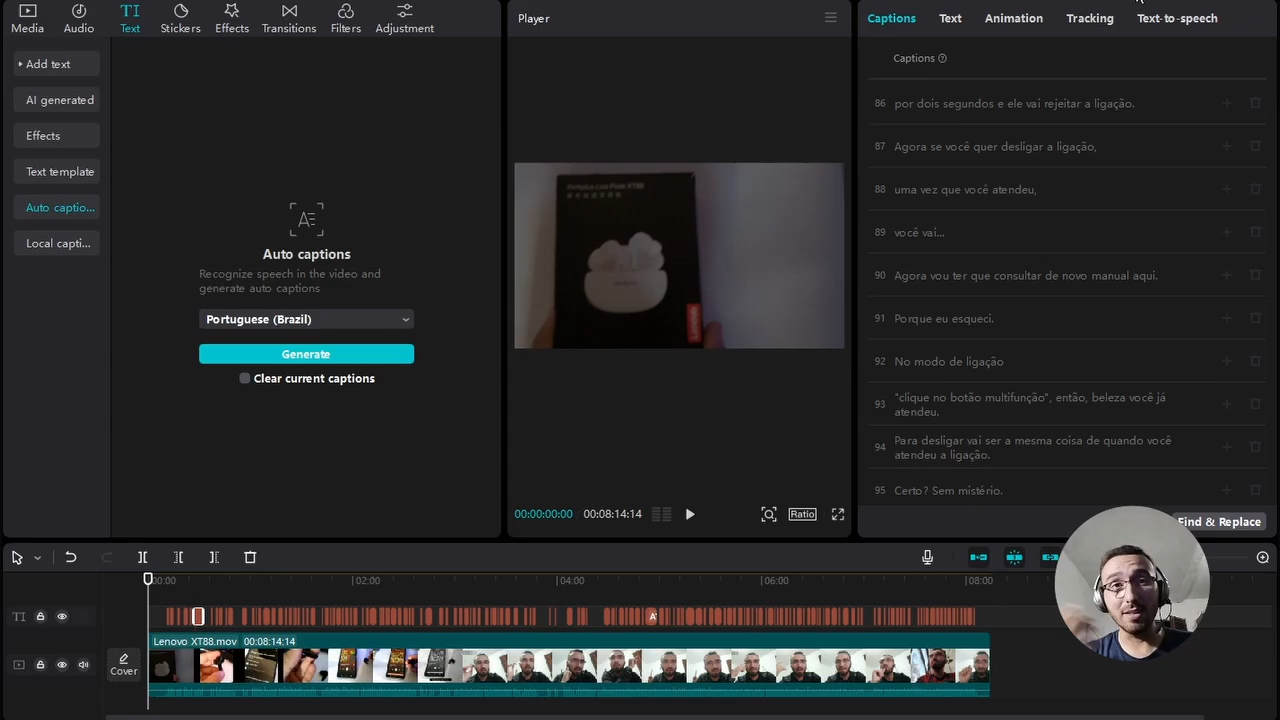 Media
Audio
Text
Stickers
Effects
Transitions
Filters
Adjustment
Add text
AI generated
Effects
Text template
Auto captio...
Local capti...
Auto captions
Recognize speech in the video and
generate auto captions
Portuguese (Brazil)
Generate
Clear current captions
Player
Lenovo
00:00:00:00
00:08:14:14
Ratio
Captions
Text
Animation
Tracking
Text-to-speech
Captions
86 por dois segundos e ele vai rejeitar a ligação.
87 Agora se você quer desligar a ligação,
88 uma vez que você atendeu,
89 você vai...
90 Agora vou ter que consultar de novo manual aqui.
91 Porque eu esqueci.
92 No modo de ligação
93 "clique no botão multifunção", então, beleza você já
atendeu.
94 Para desligar vai ser a mesma coisa de quando você
atendeu a ligação.
95 Certo? Sem mistério.
Find & Replace
00:00
02:00
04:00
06:00
08:00
TI
Cover
Lenovo XT88.mov 00:08:14:14